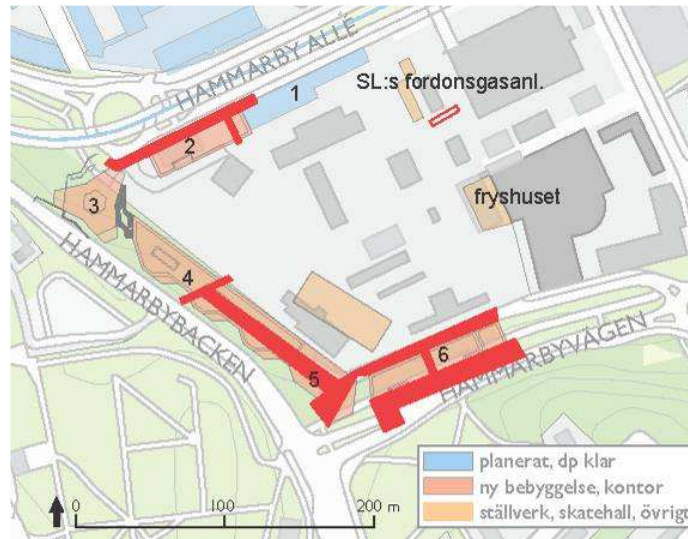 HAMMARBY ALLÉ
1
SL:s fordonsgasanl.
2
fryshuset
3
4
HAMMARBYBACKEN
5
6
HAMMARBYVÄGEN
planerat, dp klar
ny bebyggelse, kontor
ställverk, skatehall, övrigt
0 100 200 m